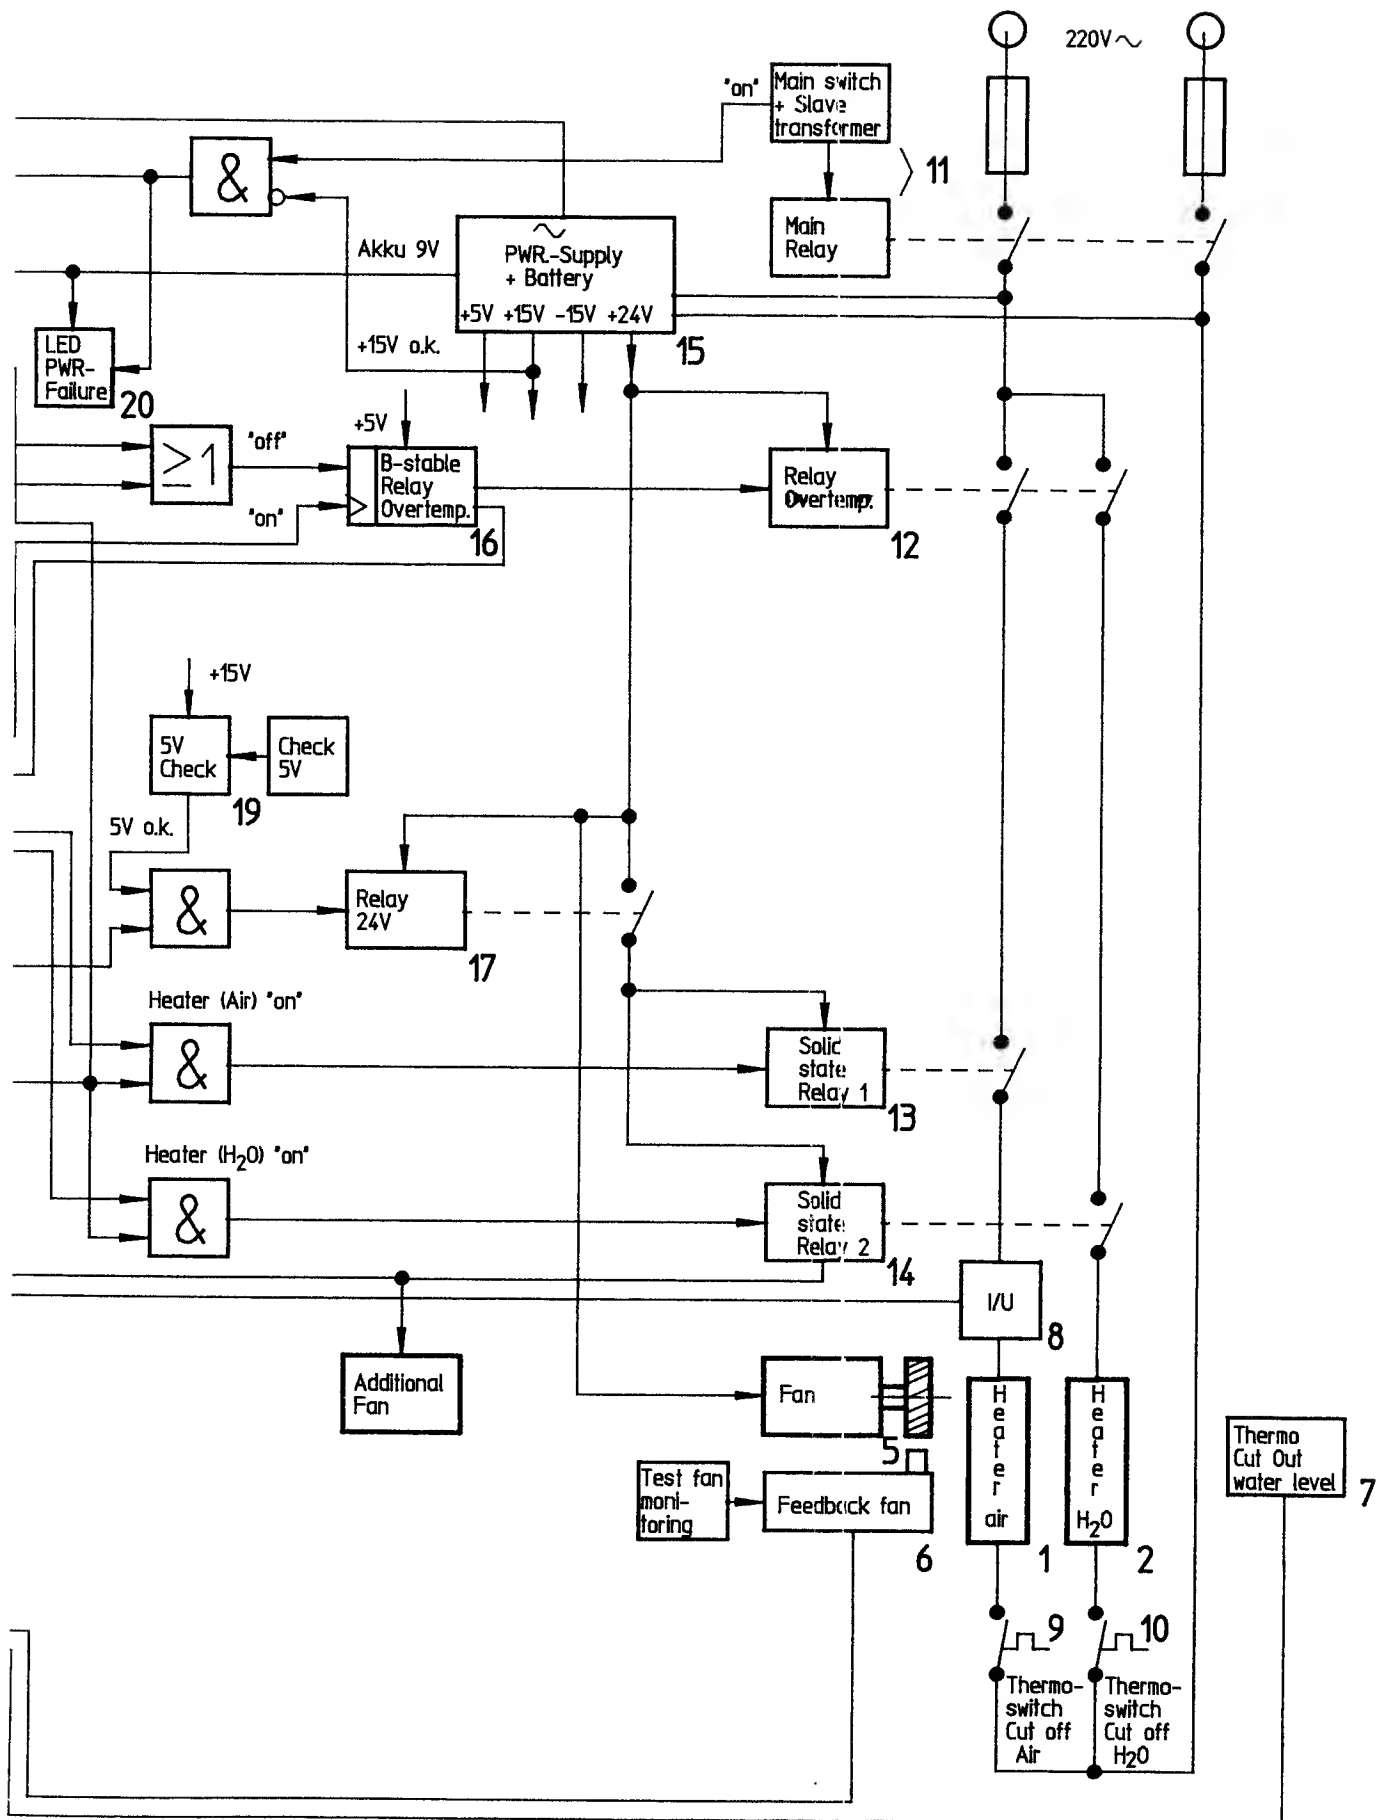 220V~
"on"
Main switch
+ Slave
transformer
11
&
Main
Relay
Akku 9V
~
PWR.-Supply
+ Battery
+5V +15V -15V +24V
15
+15V o.k.
LED
PWR-
Failure
20
+5V
≥1
"off"
"on"
B-stable
Relay
Overtemp.
16
Relay
Overtemp.
12
+15V
5V
Check
Check
5V
19
5V o.k.
&
Relay
24V
17
Heater (Air) "on"
&
Solid
state
Relay 1
13
Heater (H2O) "on"
&
Solid
state
Relay 2
14
I/U
8
Additional
Fan
Fan
5
Heater
air
1
Heater
H2O
2
Thermo
Cut Out
water level
7
Test fan
moni-
toring
Feedback fan
6
9
10
Thermo-
switch
Cut off
Air
Thermo-
switch
Cut off
H2O